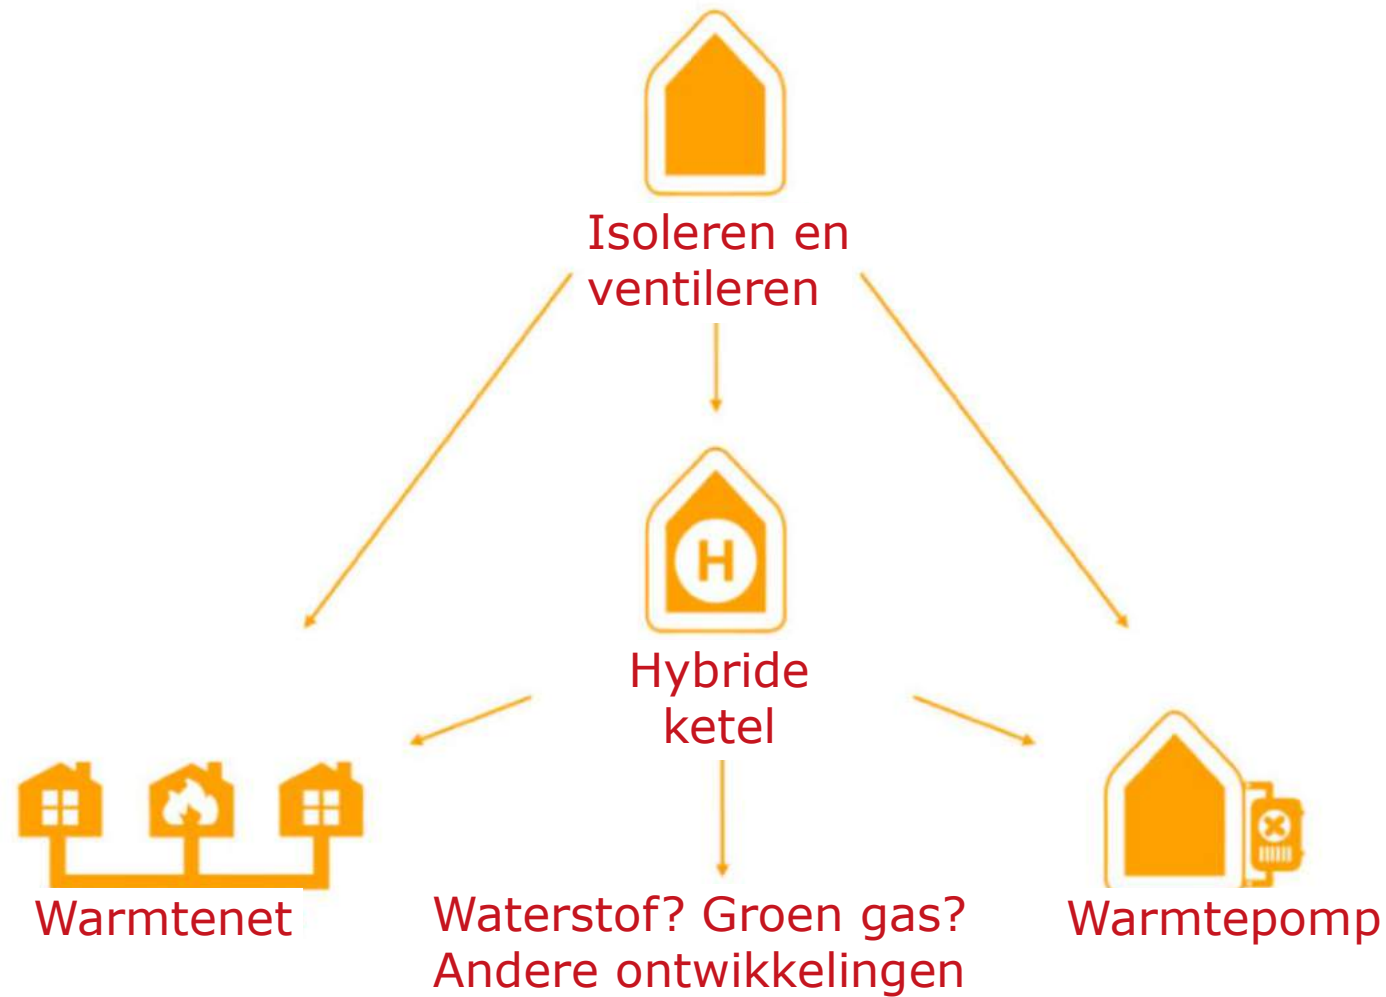 Isoleren en
ventileren
H
Hybride
ketel
Warmtenet
Waterstof? Groen gas?
Andere ontwikkelingen
Warmtepomp